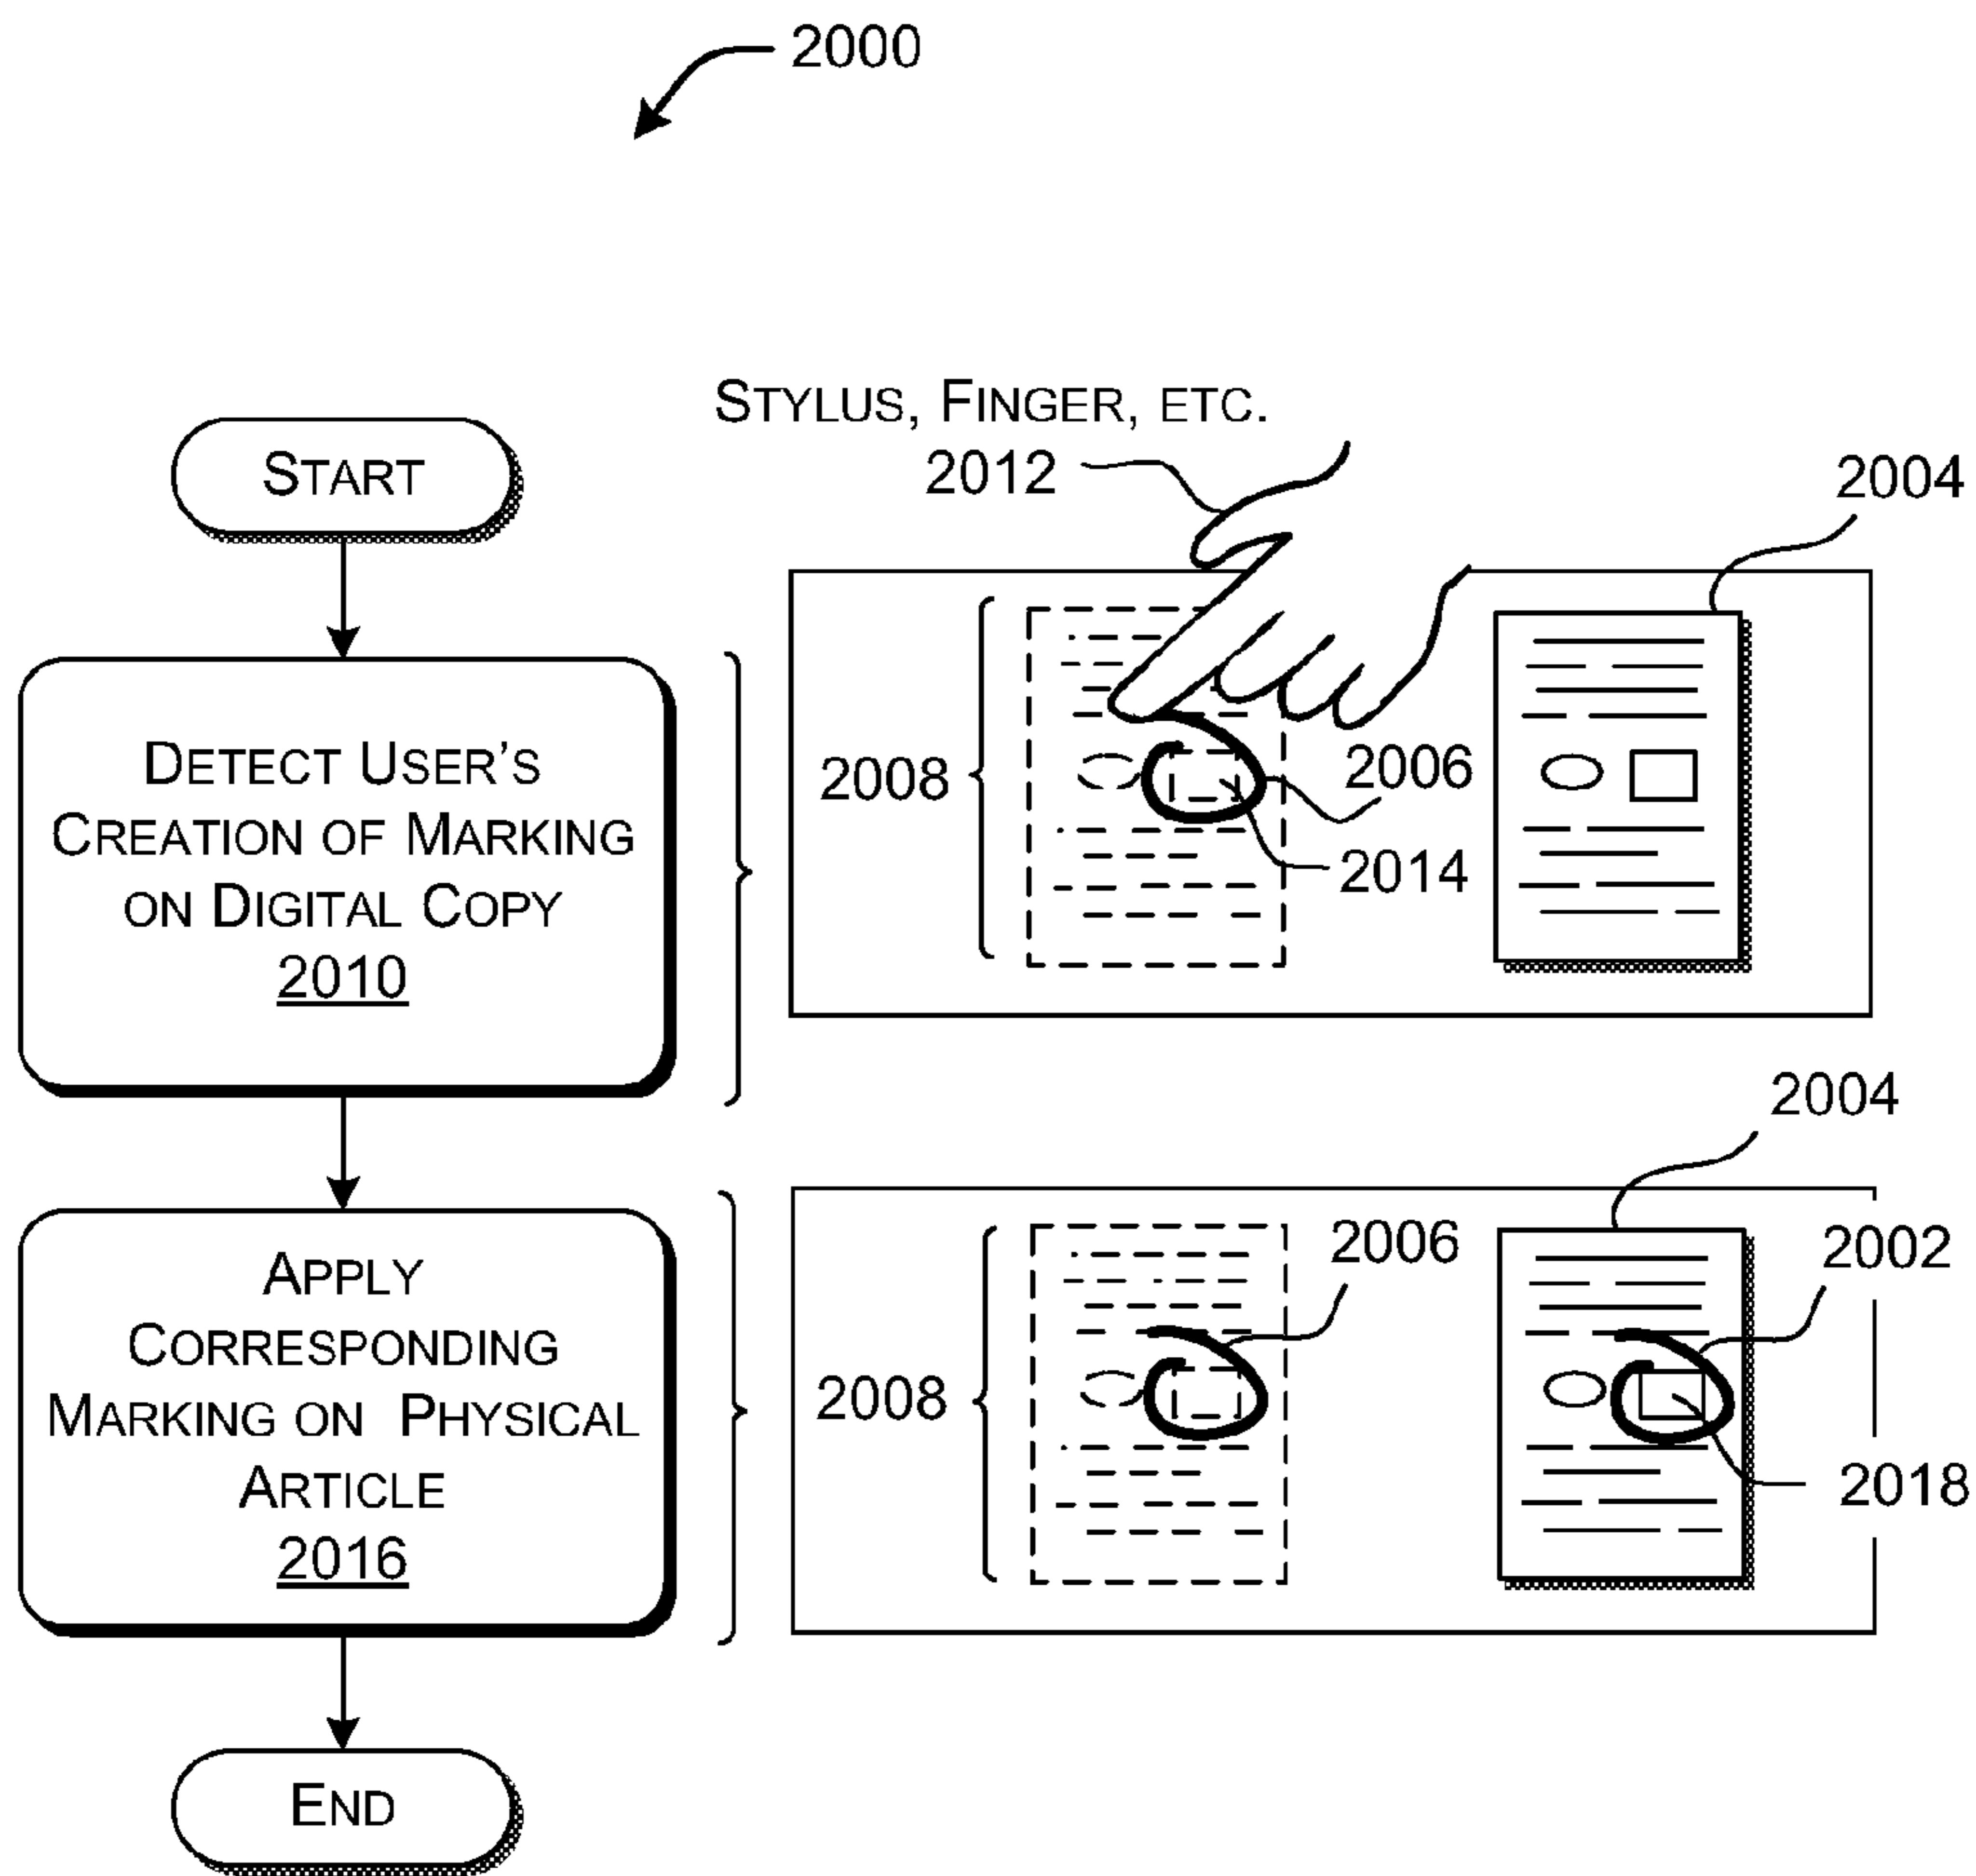 2000
START
STYLUS, FINGER, ETC.
2012
2004
DETECT USER'S
CREATION OF MARKING
ON DIGITAL COPY
2010
2008
2006
2014
2004
APPLY
CORRESPONDING
MARKING ON PHYSICAL
ARTICLE
2016
2008
2006
2002
2018
END